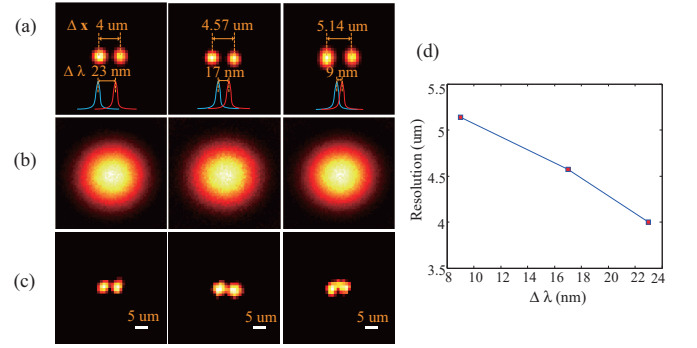 (a)
Δ x 4 um
4.57 um
5.14 um
Δ λ 23 nm
17 nm
9 nm
(b)
(c)
5 um
5 um
5 um
(d)
5.5
5
4.5
4
3.5
Resolution (um)
8 10 12 14 16 18 20 22 24
Δ λ (nm)